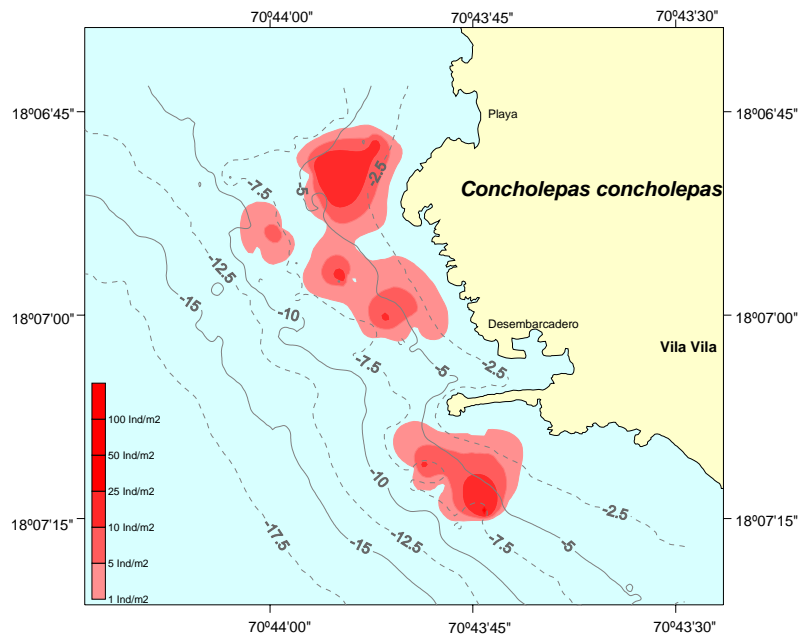 70º44'00"
70º43'45"
70º43'30"
18º06'45"
18º06'45"
Playa
-2.5
-7.5
-5
Concholepas concholepas
-12.5
-15
-10
18º07'00"
Desembarcadero
18º07'00"
Vila Vila
-7.5
-5
-2.5
100 Ind/m2
50 Ind/m2
25 Ind/m2
10 Ind/m2
5 Ind/m2
1 Ind/m2
-10
18º07'15"
-2.5
18º07'15"
-17.5
-15
-12.5
-7.5
-5
70º44'00"
70º43'45"
70º43'30"